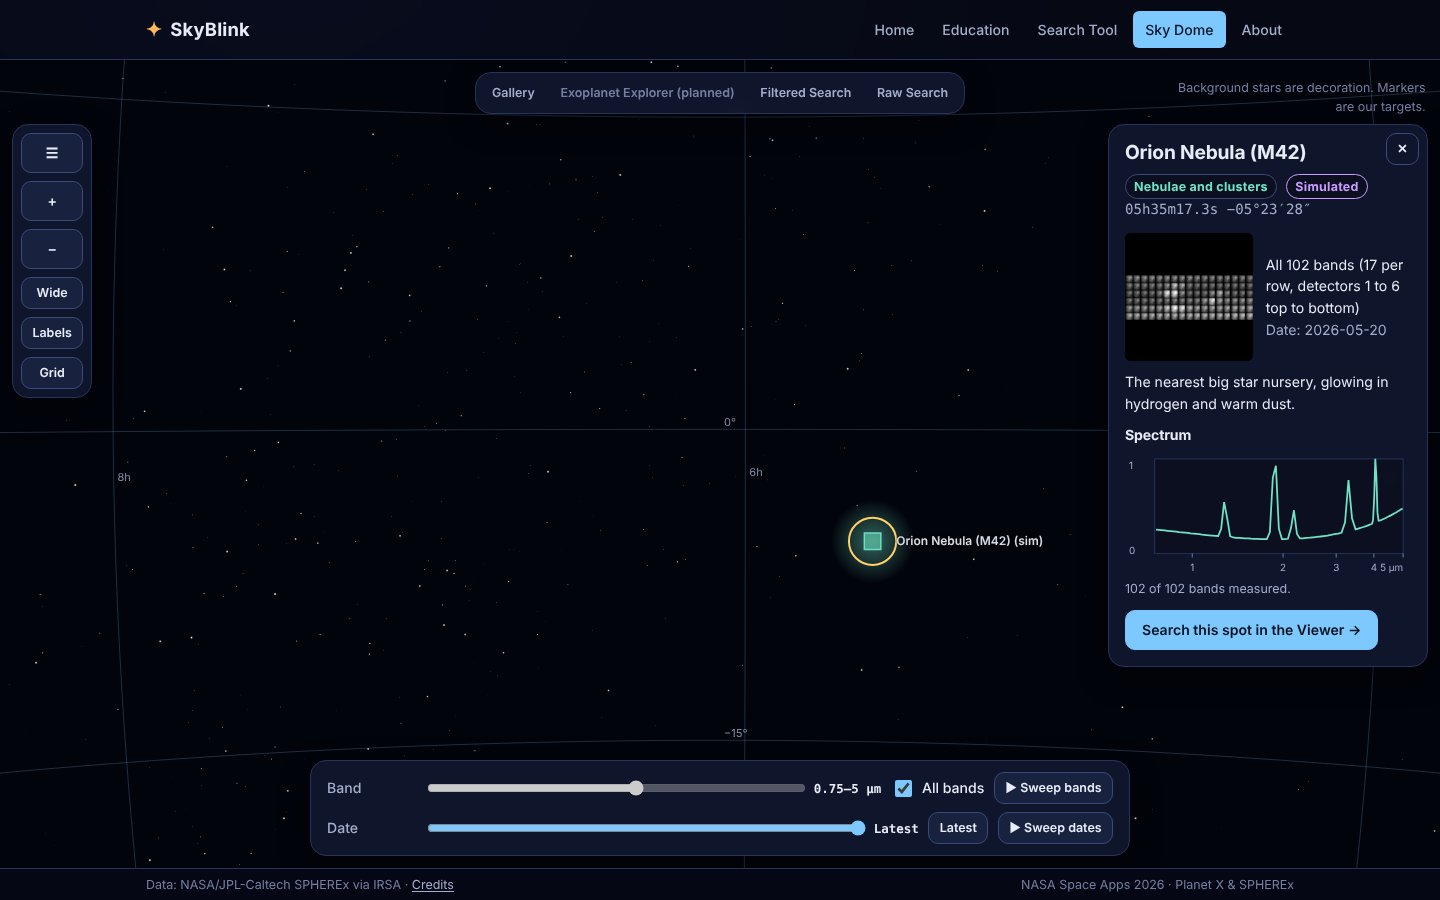 ✦ SkyBlink
Home Education Search Tool Sky Dome About
Gallery Exoplanet Explorer (planned) Filtered Search Raw Search
Background stars are decoration. Markers
are our targets.
☰
+
−
Wide
Labels
Grid
8h
0°
6h
−15°
Orion Nebula (M42) (sim)
Orion Nebula (M42)
✕
Nebulae and clusters Simulated
05h35m17.3s −05°23′28″
All 102 bands (17 per
row, detectors 1 to 6
top to bottom)
Date: 2026-05-20
The nearest big star nursery, glowing in
hydrogen and warm dust.
Spectrum
1
0
1 2 3 4 5 µm
102 of 102 bands measured.
Search this spot in the Viewer →
Band 0.75–5 µm All bands ▶ Sweep bands
Date Latest Latest ▶ Sweep dates
Data: NASA/JPL-Caltech SPHEREx via IRSA · Credits
NASA Space Apps 2026 · Planet X & SPHEREx